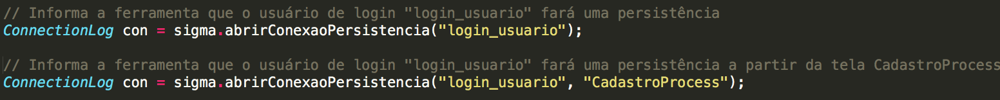 // Informa a ferramenta que o usuário de login "login_usuario" fará uma persistência
ConnectionLog con = sigma.abrirConexaoPersistencia("login_usuario");
// Informa a ferramenta que o usuário de login "login_usuario" fará uma persistência a partir da tela CadastroProcess
ConnectionLog con = sigma.abrirConexaoPersistencia("login_usuario", "CadastroProcess");